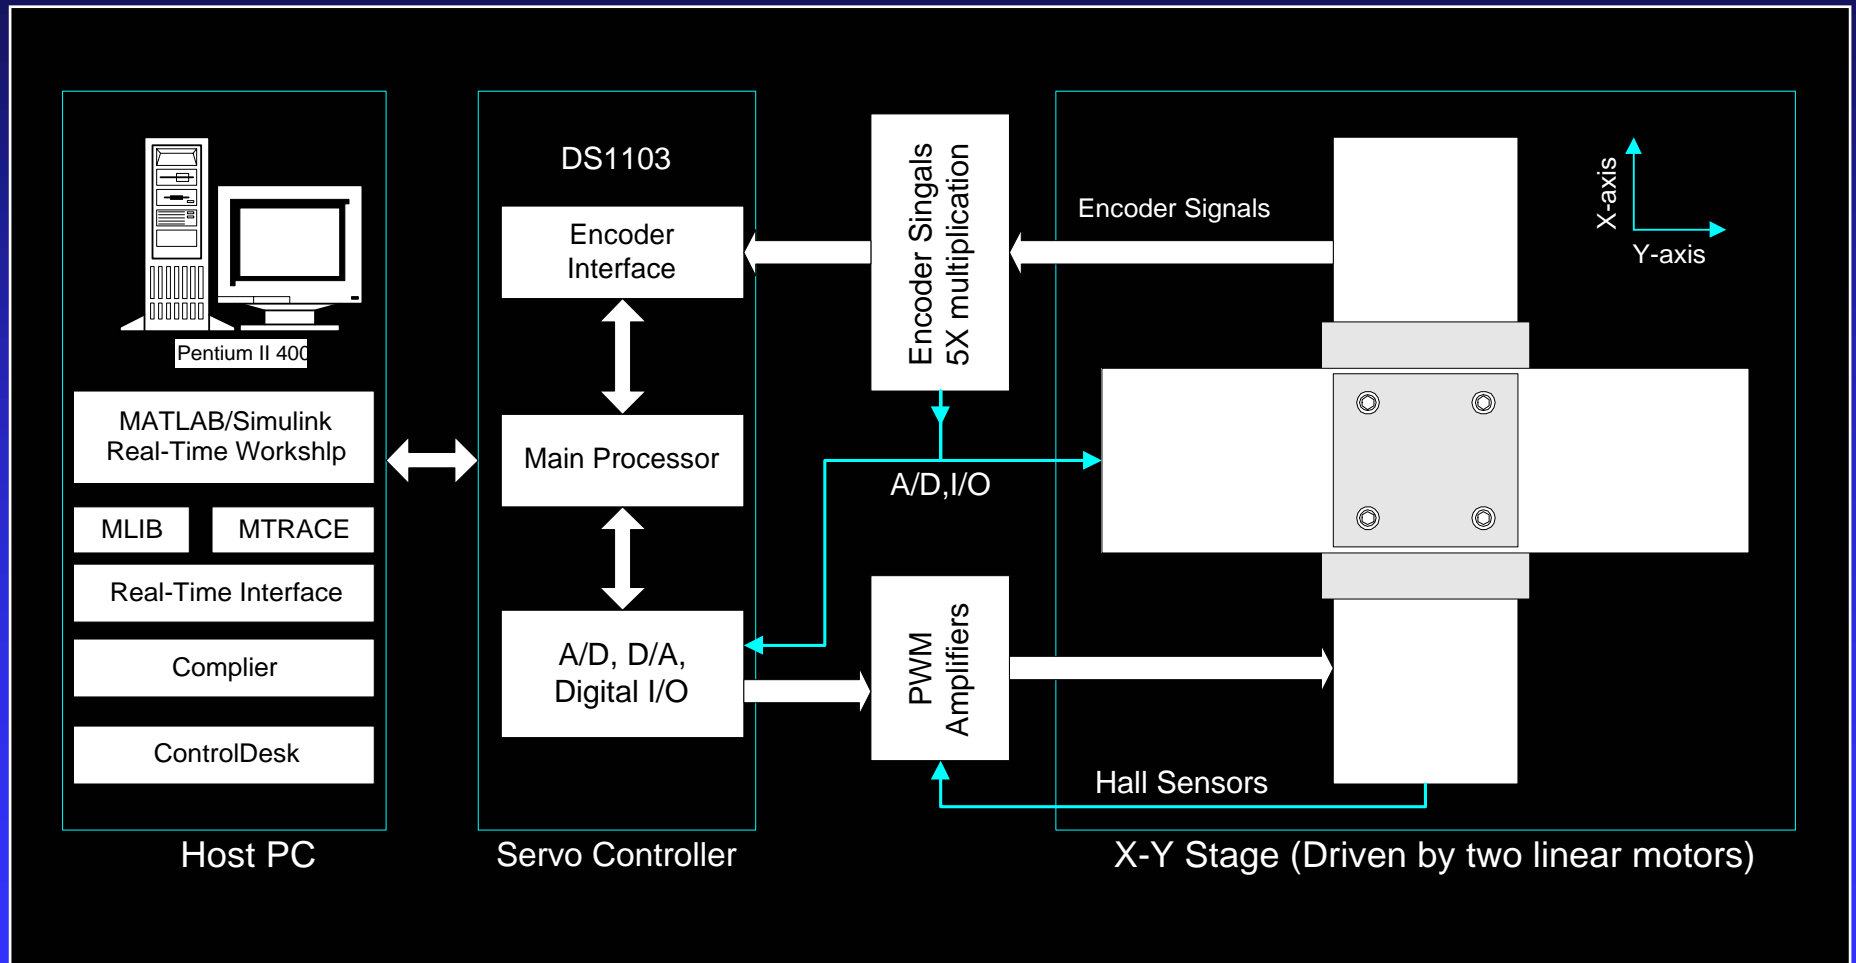 Pentium II 400
MATLAB/Simulink
Real-Time Workshlp
MLIB
MTRACE
Real-Time Interface
Complier
ControlDesk
Host PC
DS1103
Encoder
Interface
Main Processor
A/D, D/A,
Digital I/O
Servo Controller
Encoder Singals
5X multiplication
A/D,I/O
PWM
Amplifiers
Encoder Signals
X-axis
Y-axis
Hall Sensors
X-Y Stage (Driven by two linear motors)